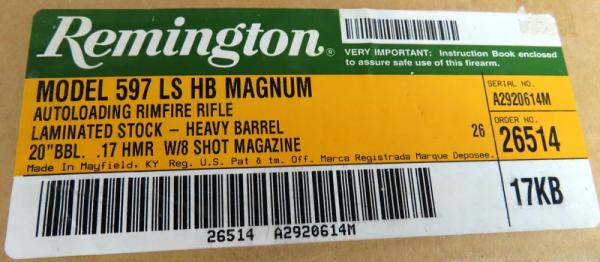 Remington®
VERY IMPORTANT: Instruction Book enclosed
to assure safe use of this firearm.
MODEL 597 LS HB MAGNUM
AUTOLOADING RIMFIRE RIFLE
LAMINATED STOCK – HEAVY BARREL 26
20"BBL. .17 HMR W/8 SHOT MAGAZINE
Made In Mayfield, KY Reg. U.S. Pat & tm. Off. Marca Registrada Marque Deposee.
SERIAL NO.
A2920614M
ORDER NO.
26514
17KB
26514 A2920614M